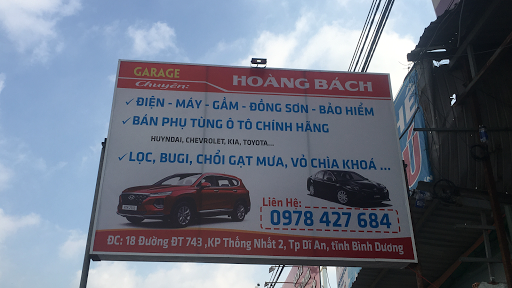 GARAGE
Chuyên:
HOÀNG BÁCH
ĐIỆN - MÁY - GẦM - ĐỒNG SƠN - BẢO HIỂM
BÁN PHỤ TÙNG Ô TÔ CHÍNH HÃNG
HUYNDAI, CHEVROLET, KIA, TOYOTA...
LỌC, BUGI, CHỔI GẠT MƯA, VỎ CHÌA KHOÁ ...
Liên Hệ:
0978 427 684
ĐC: 18 Đường ĐT 743 ,KP Thống Nhất 2, Tp Dĩ An, tỉnh Bình Dương